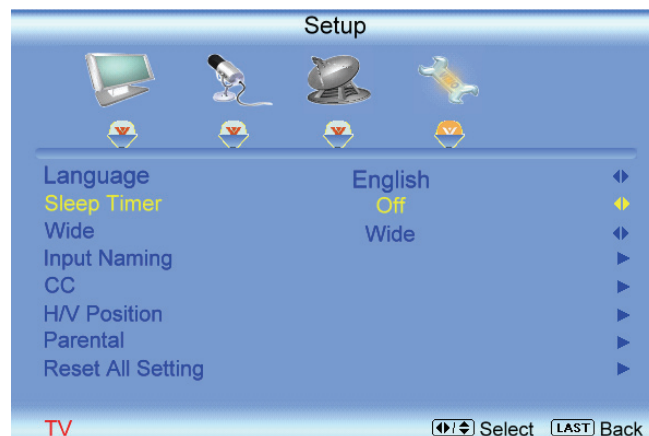 Setup
Language English
Sleep Timer Off
Wide Wide
Input Naming
CC
H/V Position
Parental
Reset All Setting
TV Select LAST Back